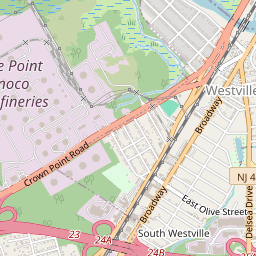 e Point
noco
fineries
Westville
Broadway
Crown Point Road
NJ 4
Broadway
East Olive Street
Delsea Drive
23
24A
South Westville
24B